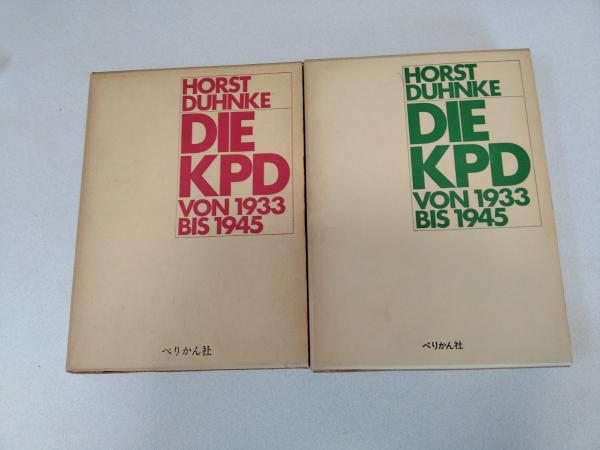 HORST
DUHNKE
DIE
KPD
VON 1933
BIS 1945
ぺりかん社
HORST
DUHNKE
DIE
KPD
VON 1933
BIS 1945
ぺりかん社